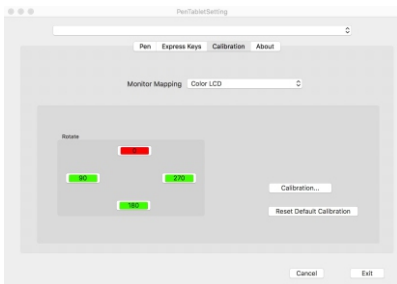 PenTabletSetting
Pen Express Keys Calibration About
Monitor Mapping Color LCD
Rotate
0
90 270
180
Calibration...
Reset Default Calibration
Cancel Exit